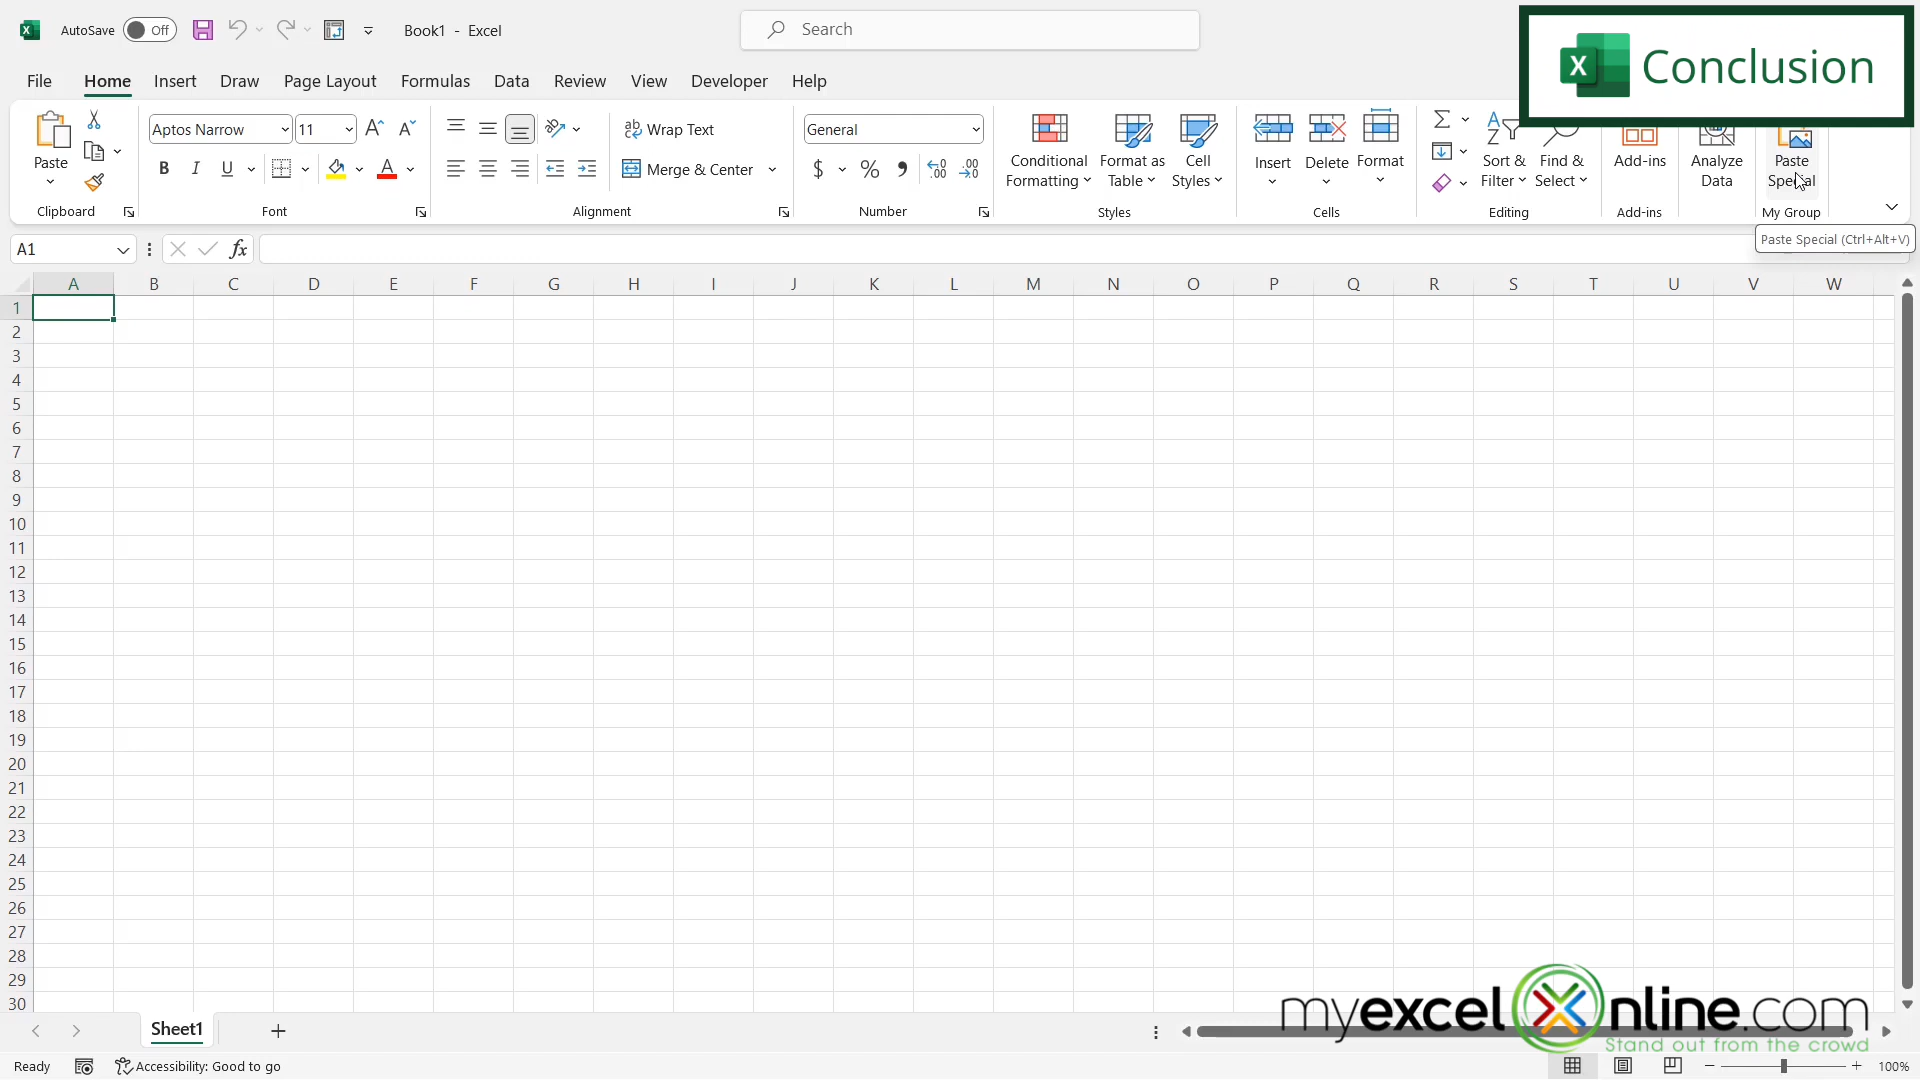 AutoSave Off Book1 - Excel Search
X Conclusion
File Home Insert Draw Page Layout Formulas Data Review View Developer Help
Paste
Clipboard
Aptos Narrow 11
B I U
Font
ab Wrap Text
Merge & Center
Alignment
General
$ % 9 .00 .00
Number
Conditional Formatting
Format as Table
Cell Styles
Styles
Insert Delete Format
Cells
Sort & Filter
Find & Select
Editing
Add-ins
Add-ins
Analyze Data
Paste Special
My Group
Paste Special (Ctrl+Alt+V)
A1 fx
A B C D E F G H I J K L M N O P Q R S T U V W
1
2
3
4
5
6
7
8
9
10
11
12
13
14
15
16
17
18
19
20
21
22
23
24
25
26
27
28
29
30
myexcelonline.com
Stand out from the crowd
Sheet1
Ready Accessibility: Good to go 100%